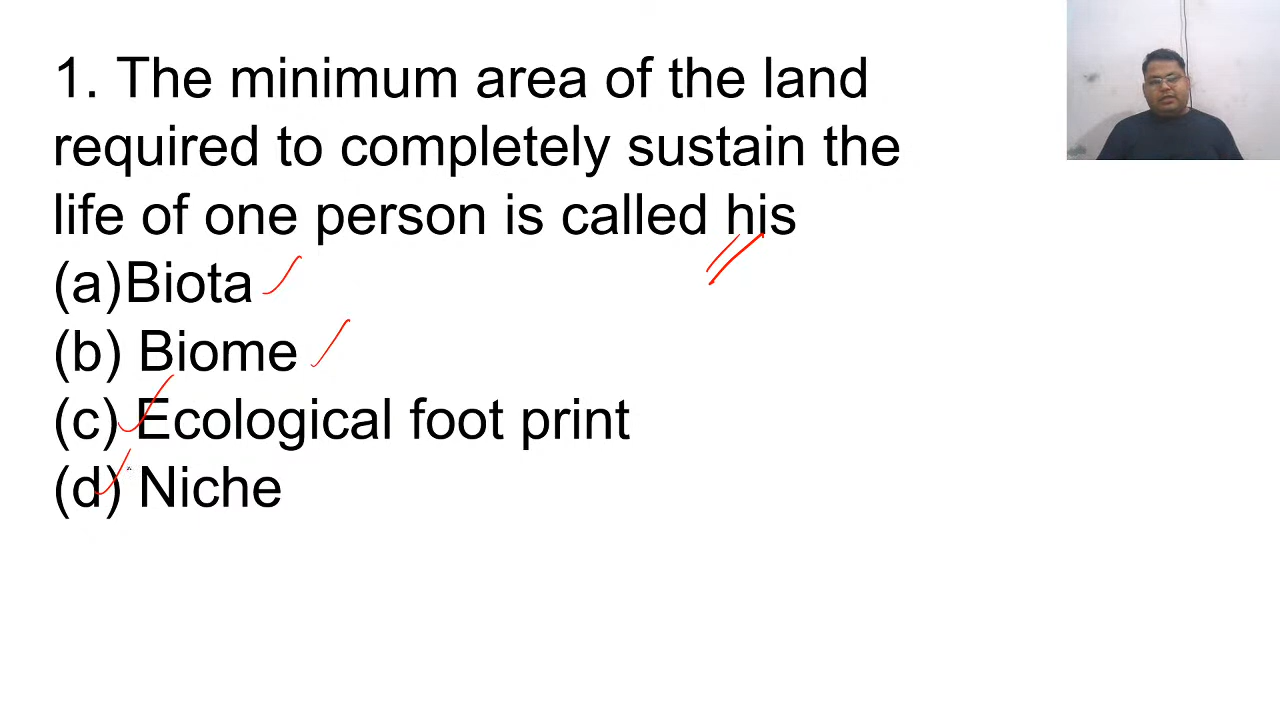 1. The minimum area of the land
required to completely sustain the
life of one person is called his
(a)Biota
(b) Biome
(c) Ecological foot print
(d) Niche